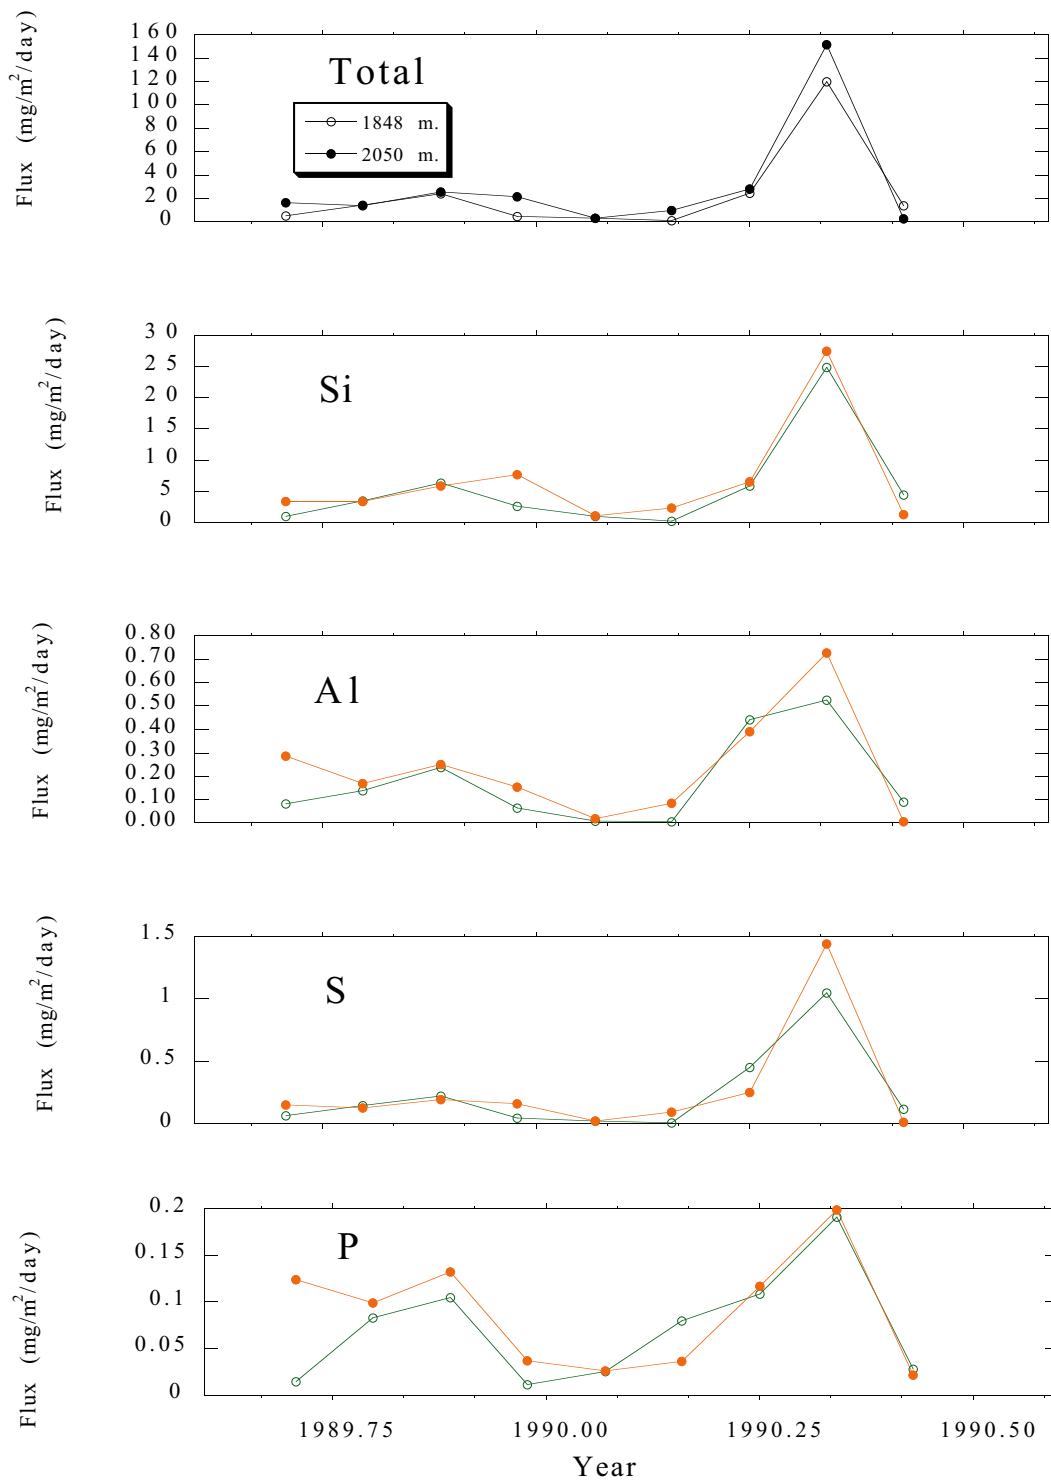 Flux (mg/m²/day)
Total
1848 m.
2050 m.
160
140
120
100
80
60
40
20
0
Flux (mg/m²/day)
Si
30
25
20
15
10
5
0
Flux (mg/m²/day)
Al
0.80
0.70
0.60
0.50
0.40
0.30
0.20
0.10
0.00
Flux (mg/m²/day)
S
1.5
1
0.5
0
Flux (mg/m²/day)
P
0.2
0.15
0.1
0.05
0
1989.75 1990.00 1990.25 1990.50
Year